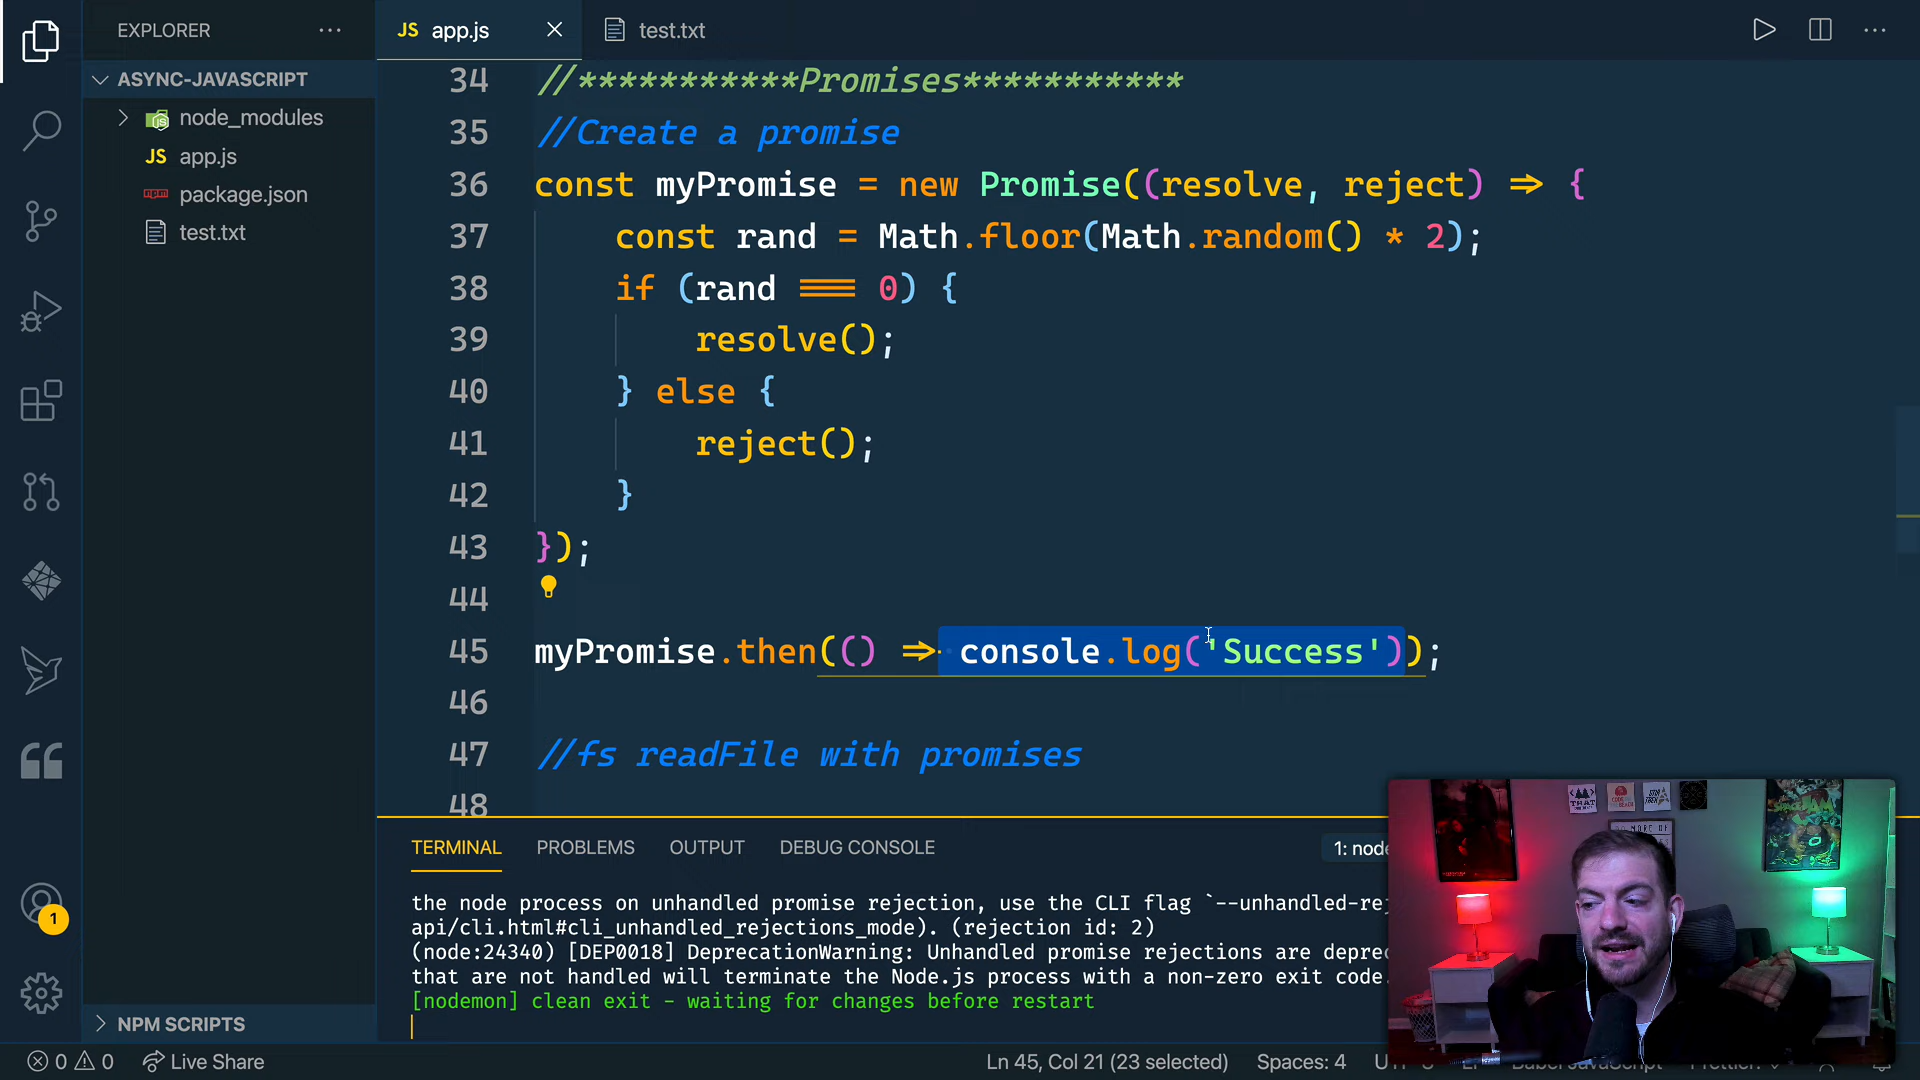 EXPLORER
ASYNC-JAVASCRIPT
node_modules
JS app.js
package.json
test.txt
NPM SCRIPTS
JS app.js
test.txt
34 //***********Promises***********
35 //Create a promise
36 const myPromise = new Promise((resolve, reject) => {
37 const rand = Math.floor(Math.random() * 2);
38 if (rand === 0) {
39 resolve();
40 } else {
41 reject();
42 }
43 });
44
45 myPromise.then(() => console.log('Success'));
46
47 //fs readFile with promises
48
TERMINAL PROBLEMS OUTPUT DEBUG CONSOLE 1: node
the node process on unhandled promise rejection, use the CLI flag `--unhandled-rej
api/cli.html#cli_unhandled_rejections_mode). (rejection id: 2)
(node:24340) [DEP0018] DeprecationWarning: Unhandled promise rejections are depre
that are not handled will terminate the Node.js process with a non-zero exit code.
[nodemon] clean exit - waiting for changes before restart
1
0 0 Live Share Ln 45, Col 21 (23 selected) Spaces: 4